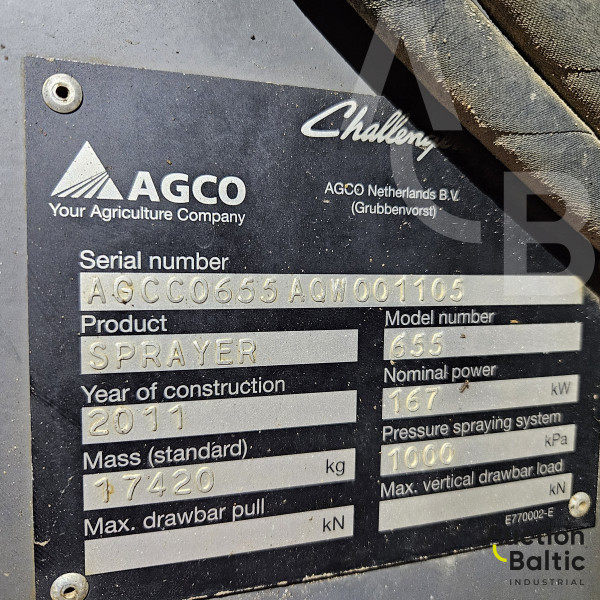 Challenge
AGCO
Your Agriculture Company
AGCO Netherlands B.V.
(Grubbenvorst)
Serial number
AGCC0655AQW001105
Product
SPRAYER
Model number
655
Year of construction
2011
Nominal power
167 kW
Mass (standard)
17420 kg
Pressure spraying system
1000 kPa
Max. drawbar pull
kN
Max. vertical drawbar load
kN
E770002-E
A
C
B
Baltic
INDUSTRIAL